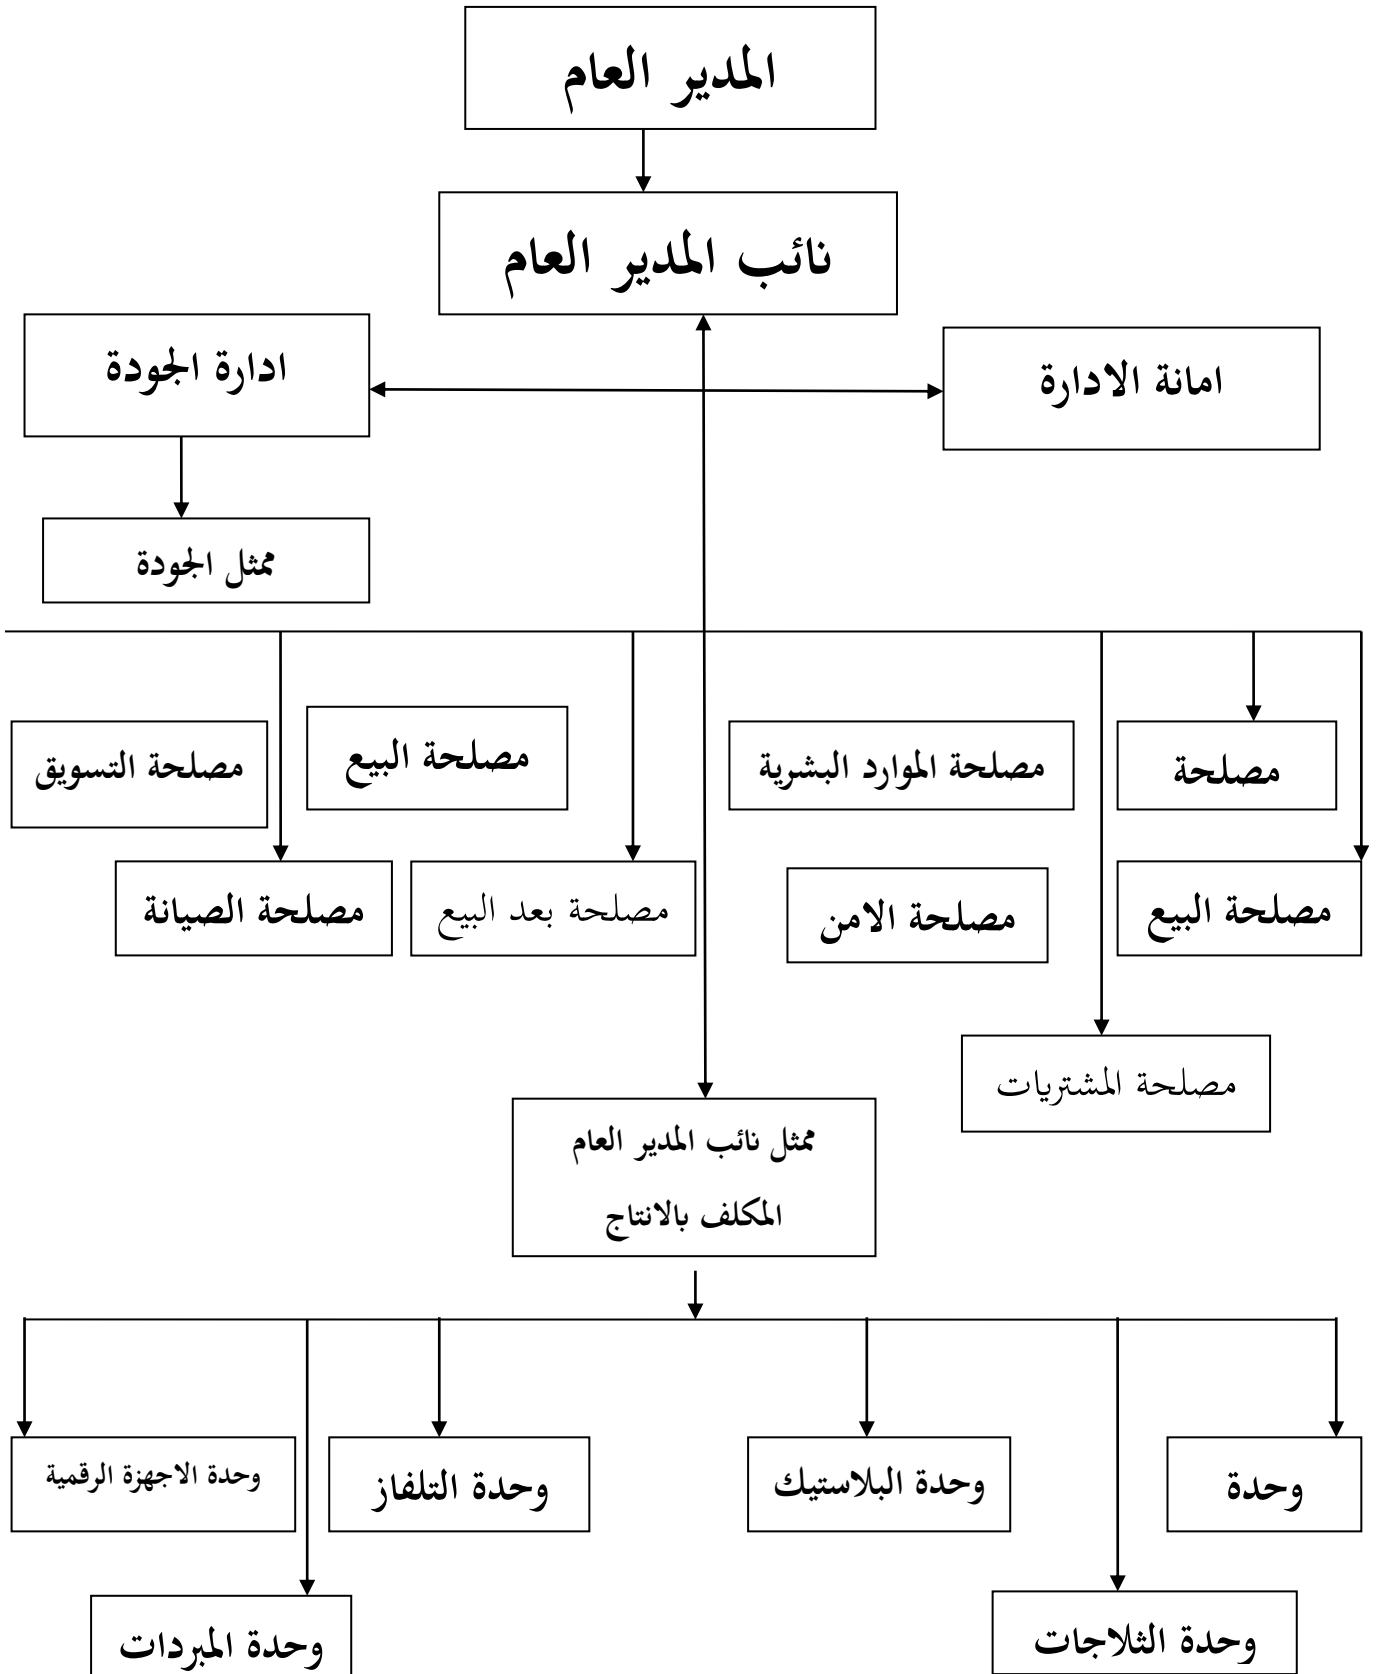 المدير العام
نائب المدير العام
امانة الادارة
ادارة الجودة
ممثل الجودة
مصلحة
مصلحة الموارد البشرية
مصلحة البيع
مصلحة التسويق
مصلحة البيع
مصلحة الامن
مصلحة بعد البيع
مصلحة الصيانة
مصلحة المشتريات
ممثل نائب المدير العام
المكلف بالانتاج
وحدة
وحدة البلاستيك
وحدة التلفاز
وحدة الاجهزة الرقمية
وحدة الثلاجات
وحدة المبردات